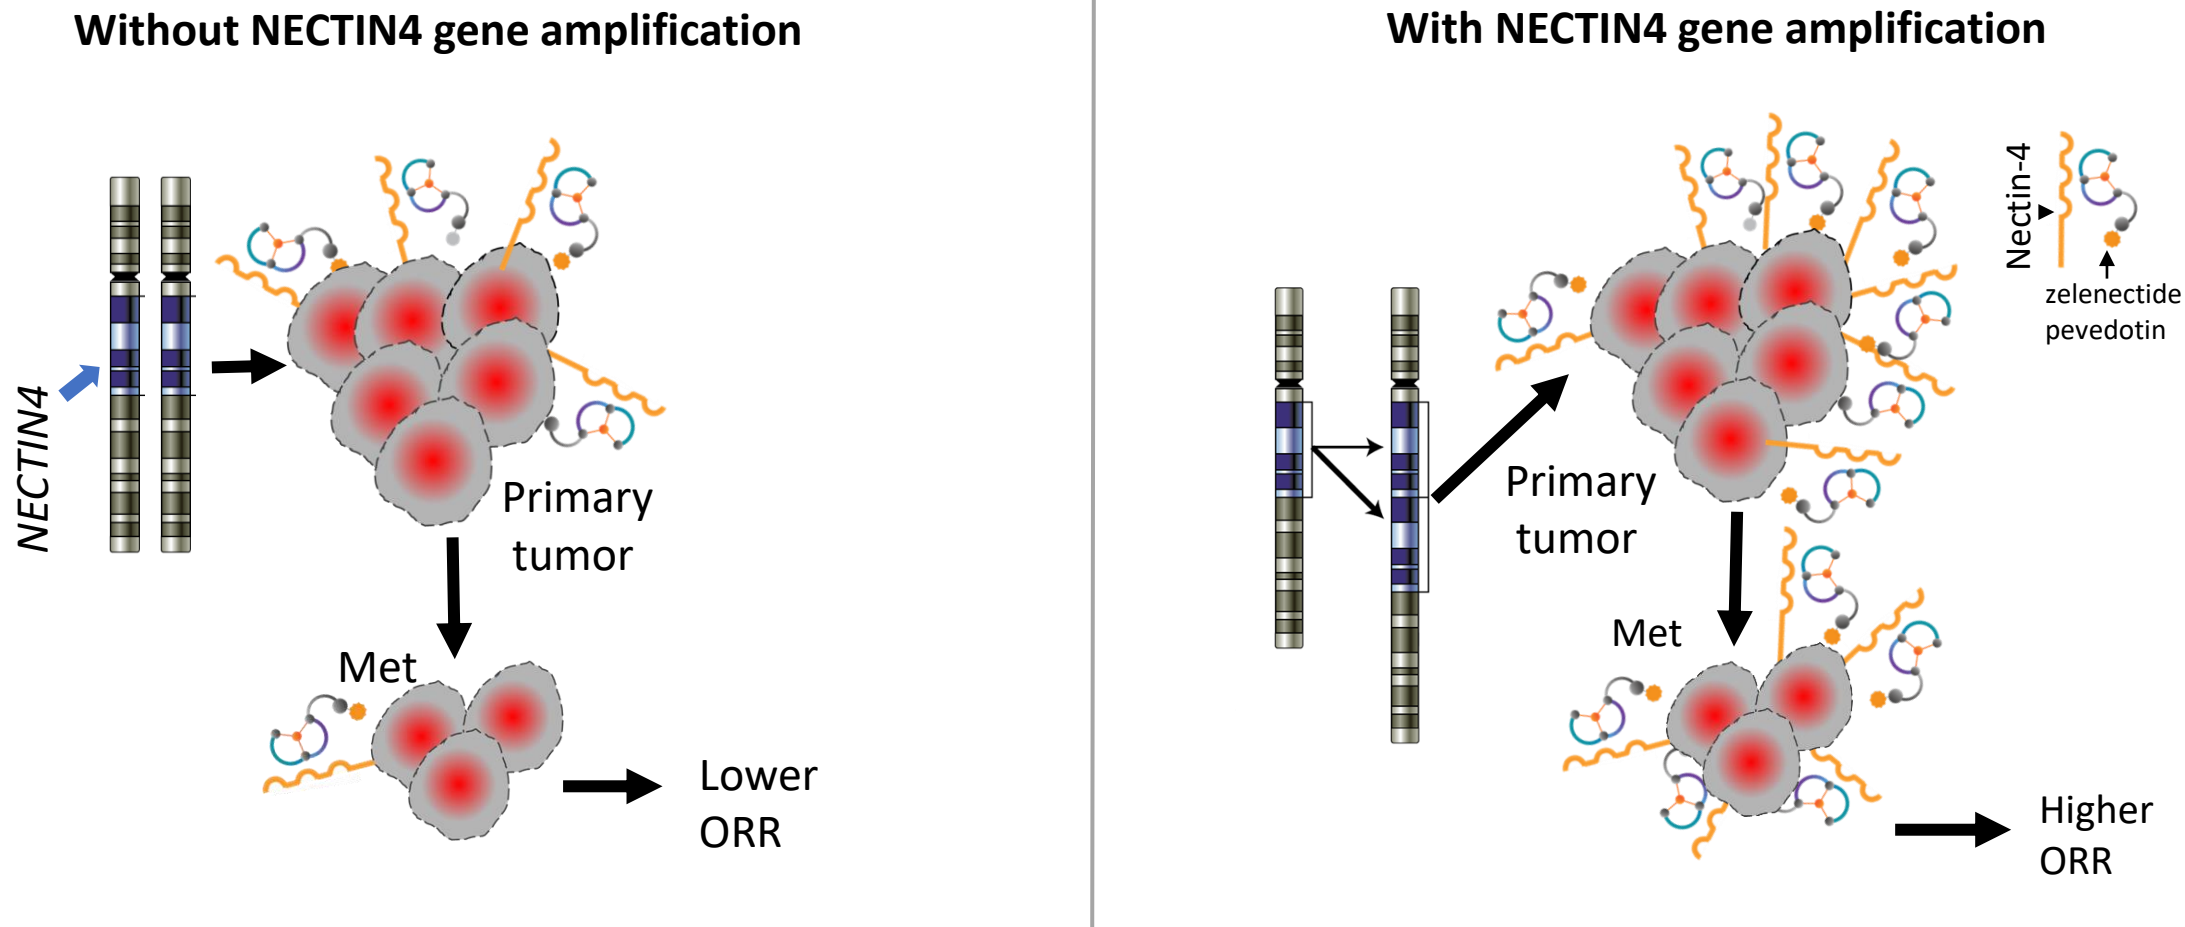 Without NECTIN4 gene amplification
NECTIN4
Primary
tumor
Met
Lower
ORR
With NECTIN4 gene amplification
Nectin-4
zelenectide
pevedotin
Primary
tumor
Met
Higher
ORR